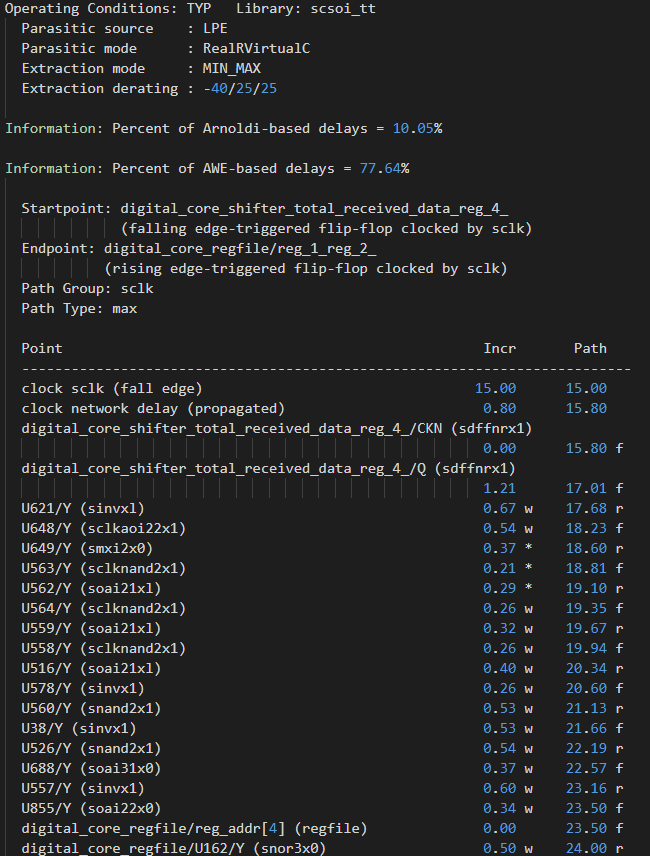 Operating Conditions: TYP   Library: scsoi_tt
Parasitic source    : LPE
Parasitic mode      : RealRVirtualC
Extraction mode     : MIN_MAX
Extraction derating : -40/25/25
Information: Percent of Arnoldi-based delays = 10.05%
Information: Percent of AWE-based delays = 77.64%
Startpoint: digital_core_shifter_total_received_data_reg_4_
(falling edge-triggered flip-flop clocked by sclk)
Endpoint: digital_core_regfile/reg_1_reg_2_
(rising edge-triggered flip-flop clocked by sclk)
Path Group: sclk
Path Type: max
Point Incr Path
--------------------------------------------------------------------------
clock sclk (fall edge) 15.00 15.00
clock network delay (propagated) 0.80 15.80
digital_core_shifter_total_received_data_reg_4_/CKN (sdffnrx1)
0.00 15.80 f
digital_core_shifter_total_received_data_reg_4_/Q (sdffnrx1)
1.21 17.01 f
U621/Y (sinvxl) 0.67 w 17.68 r
U648/Y (sclkaoi22x1) 0.54 w 18.23 f
U649/Y (smxi2x0) 0.37 * 18.60 r
U563/Y (sclknand2x1) 0.21 * 18.81 f
U562/Y (soai21xl) 0.29 * 19.10 r
U564/Y (sclknand2x1) 0.26 w 19.35 f
U559/Y (soai21xl) 0.32 w 19.67 r
U558/Y (sclknand2x1) 0.26 w 19.94 f
U516/Y (soai21xl) 0.40 w 20.34 r
U578/Y (sinvx1) 0.26 w 20.60 f
U560/Y (snand2x1) 0.53 w 21.13 r
U38/Y (sinvx1) 0.53 w 21.66 f
U526/Y (snand2x1) 0.54 w 22.19 r
U688/Y (soai31x0) 0.37 w 22.57 f
U557/Y (sinvx1) 0.60 w 23.16 r
U855/Y (soai22x0) 0.34 w 23.50 f
digital_core_regfile/reg_addr[4] (regfile) 0.00 23.50 f
digital_core_regfile/U162/Y (snor3x0) 0.50 w 24.00 r